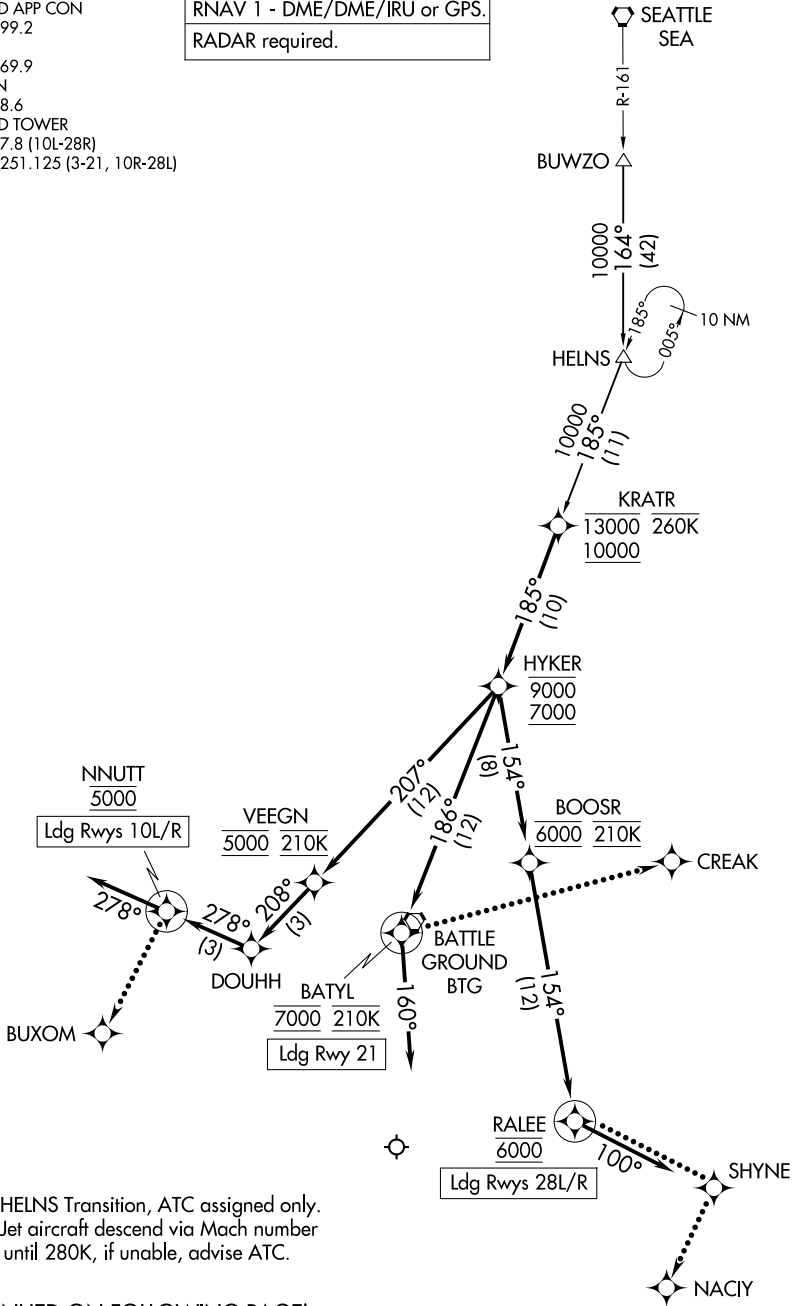 D APP CON
99.2
69.9
N
8.6
D TOWER
7.8 (10L-28R)
251.125 (3-21, 10R-28L)
RNAV 1 - DME/DME/IRU or GPS.
RADAR required.
SEATTLE
SEA
R-161
BUWZO
10000
164°
(42)
HELNS
185°
005°
10 NM
10000
185°
(11)
KRATR
13000 260K
10000
185°
(10)
HYKER
9000
7000
207°
(12)
186°
(12)
154°
(8)
NNUTT
5000
Ldg Rwys 10L/R
VEEGN
5000 210K
BOOSR
6000 210K
CREAK
278°
278°
(3)
208°
(3)
DOUHH
BATTLE
GROUND
BTG
BATYL
7000 210K
Ldg Rwy 21
160°
154°
(12)
BUXOM
RALEE
6000
Ldg Rwys 28L/R
100°
SHYNE
NACIY
HELNS Transition, ATC assigned only.
Jet aircraft descend via Mach number
until 280K, if unable, advise ATC.